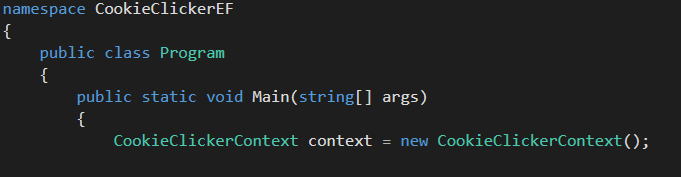 namespace CookieClickerEF
{
public class Program
{
public static void Main(string[] args)
{
CookieClickerContext context = new CookieClickerContext();